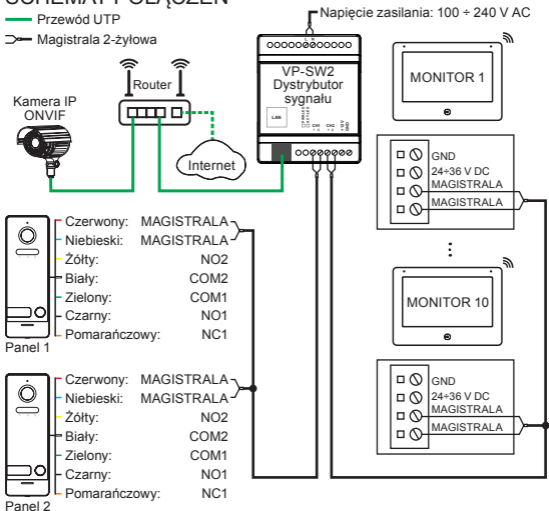 SCHEMAT POŁĄCZEŃ
Przewód UTP
Magistrala 2-żyłowa
Napięcie zasilania: 100 ÷ 240 V AC
Kamera IP
ONVIF
Router
Internet
L N
VP-SW2
Dystrybutor
sygnału
LAN
CH1
CH2
MONITOR 1
GND
24÷36 V DC
MAGISTRALA
MAGISTRALA
MONITOR 10
GND
24÷36 V DC
MAGISTRALA
MAGISTRALA
Czerwony: MAGISTRALA
Niebieski: MAGISTRALA
Żółty: NO2
Biały: COM2
Zielony: COM1
Czarny: NO1
Pomarańczowy: NC1
Panel 1
Czerwony: MAGISTRALA
Niebieski: MAGISTRALA
Żółty: NO2
Biały: COM2
Zielony: COM1
Czarny: NO1
Pomarańczowy: NC1
Panel 2